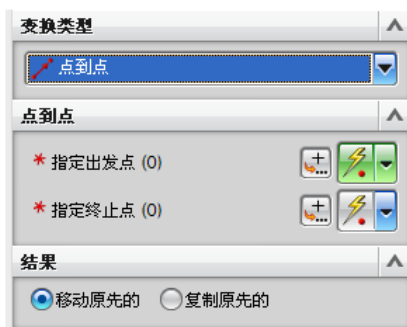 变换类型
点到点
点到点
* 指定出发点 (0)
* 指定终止点 (0)
结果
移动原先的 复制原先的